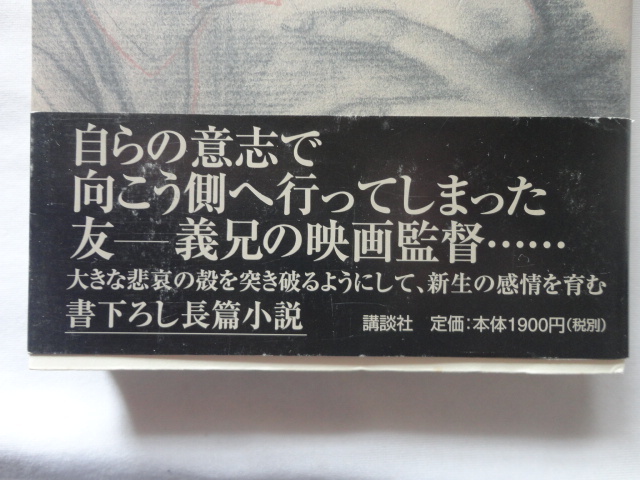 自らの意志で
向こう側へ行ってしまった
友―義兄の映画監督……
大きな悲哀の殻を突き破るようにして、新生の感情を育む
書下ろし長篇小説 講談社 定価:本体1900円(税別)